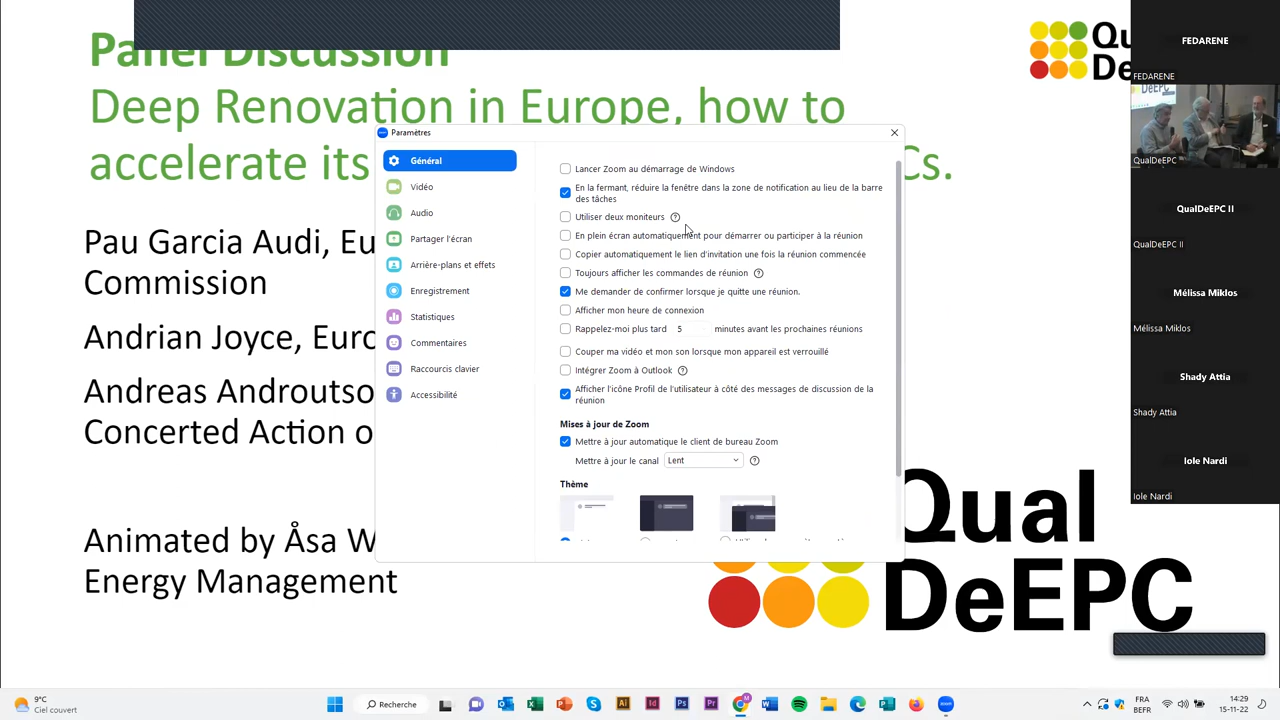 Panel Discussion
Deep Renovation in Europe, how to
accelerate its
Cs.
Pau Garcia Audi, Eu
Commission
Andrian Joyce, Euro
Andreas Androutso
Concerted Action o
Animated by Åsa W
Energy Management
Qu
De
Qual
DeEPC
Paramètres
Général
Vidéo
Audio
Partager l'écran
Arrière-plans et effets
Enregistrement
Statistiques
Commentaires
Raccourcis clavier
Accessibilité
Lancer Zoom au démarrage de Windows
En la fermant, réduire la fenêtre dans la zone de notification au lieu de la barre
des tâches
Utiliser deux moniteurs
En plein écran automatiquement pour démarrer ou participer à la réunion
Copier automatiquement le lien d'invitation une fois la réunion commencée
Toujours afficher les commandes de réunion
Me demander de confirmer lorsque je quitte une réunion.
Afficher mon heure de connexion
Rappelez-moi plus tard 5 minutes avant les prochaines réunions
Couper ma vidéo et mon son lorsque mon appareil est verrouillé
Intégrer Zoom à Outlook
Afficher l'icône Profil de l'utilisateur à côté des messages de discussion de la
réunion
Mises à jour de Zoom
Mettre à jour automatique le client de bureau Zoom
Mettre à jour le canal Lent
Thème
FEDARENE
FEDARENE
QualDeEPC
QualDeEPC II
QualDeEPC II
Mélissa Miklos
Mélissa Miklos
Shady Attia
Shady Attia
Iole Nardi
Iole Nardi
9°C
Ciel couvert
Recherche
FRA
BEFR
14:29
15-11-22